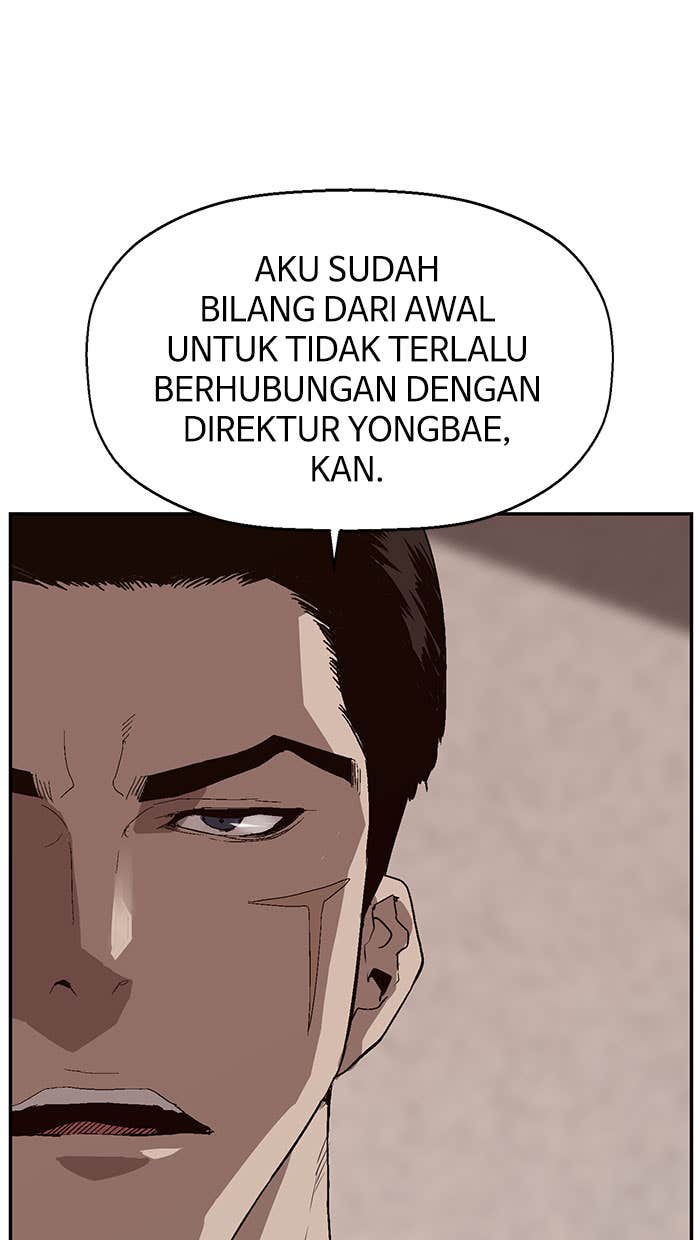 AKU SUDAH
BILANG DARI AWAL
UNTUK TIDAK TERLALU
BERHUBUNGAN DENGAN
DIREKTUR YONGBAE,
KAN.